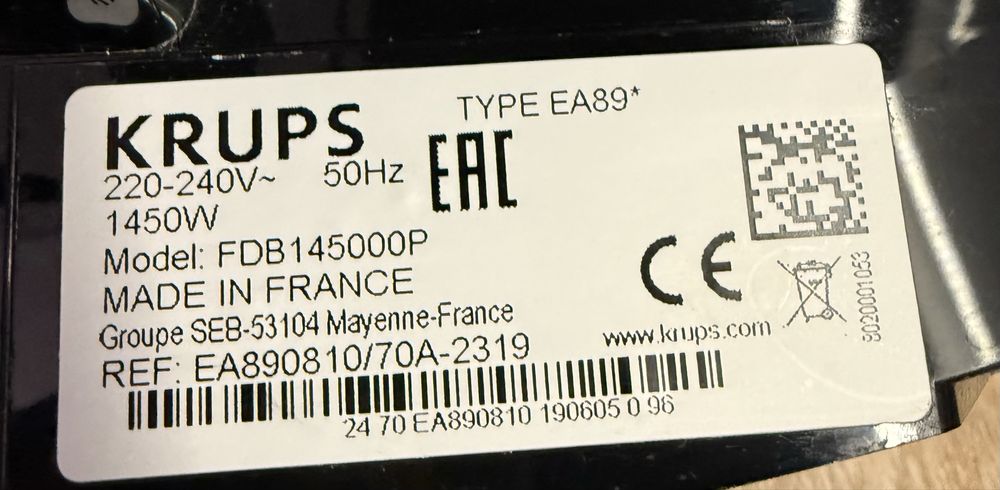 KRUPS
TYPE EA89*
220-240V~ 50Hz
EAC
1450W
Model: FDB145000P
MADE IN FRANCE
CE
Groupe SEB-53104 Mayenne-France
www.krups.com
8020001053
REF: EA890810/70A-2319
24 70 EA890810 190605 0 96